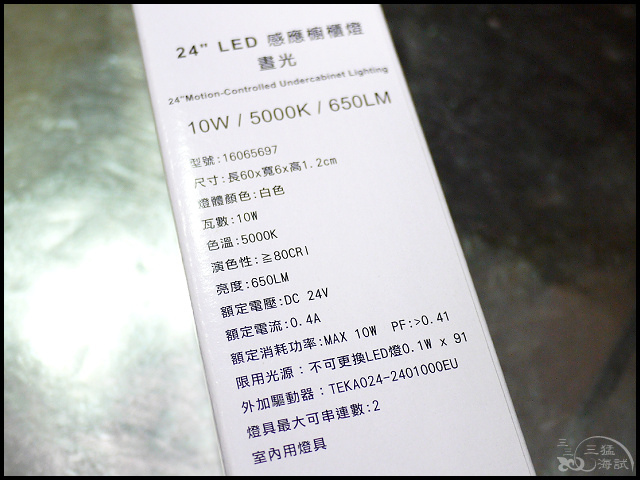 24" LED 感應櫥櫃燈
晝光
24"Motion-Controlled Undercabinet Lighting
10W / 5000K / 650LM
型號:16065697
尺寸:長60x寬6x高1.2cm
燈體顏色:白色
瓦數:10W
色溫:5000K
演色性:≧80CRI
亮度:650LM
額定電壓:DC 24V
額定電流:0.4A
額定消耗功率:MAX 10W PF:>0.41
限用光源：不可更換LED燈0.1W x 91
外加驅動器：TEKA024-2401000EU
燈具最大可串連數:2
室內用燈具
三猛
海試